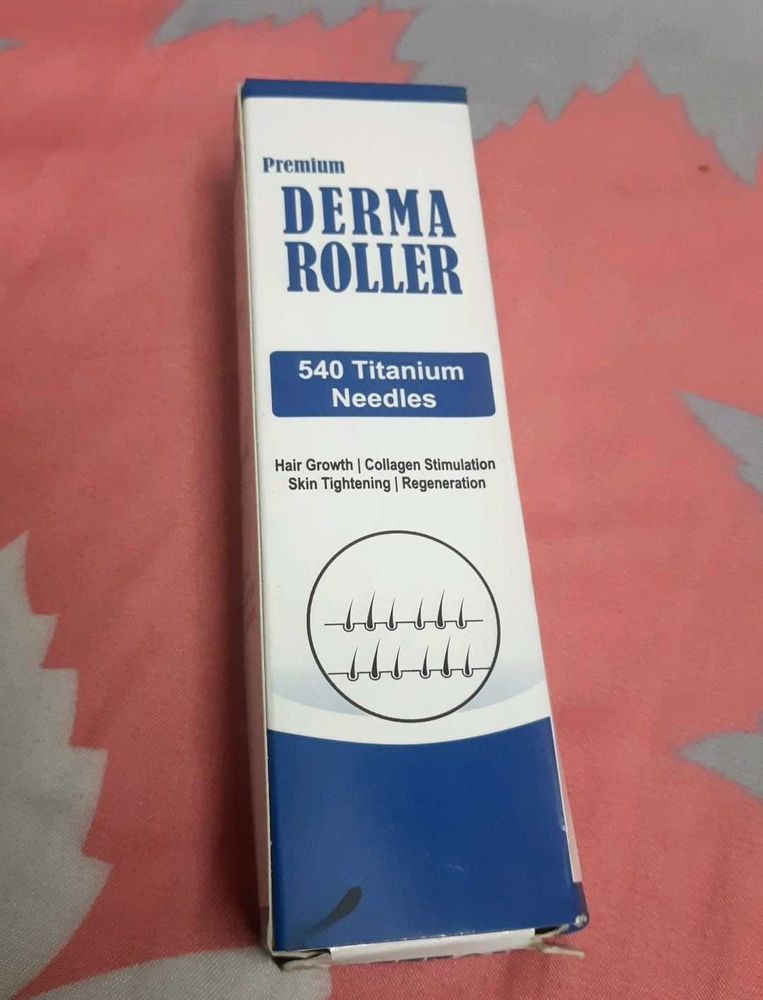 Premium
DERMA
ROLLER
540 Titanium
Needles
Hair Growth | Collagen Stimulation
Skin Tightening | Regeneration